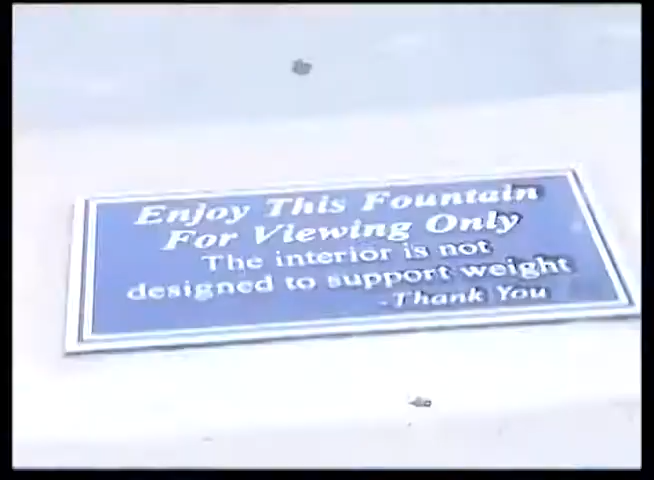 Enjoy This Fountain
For Viewing Only
The interior is not
designed to support weight
-Thank You